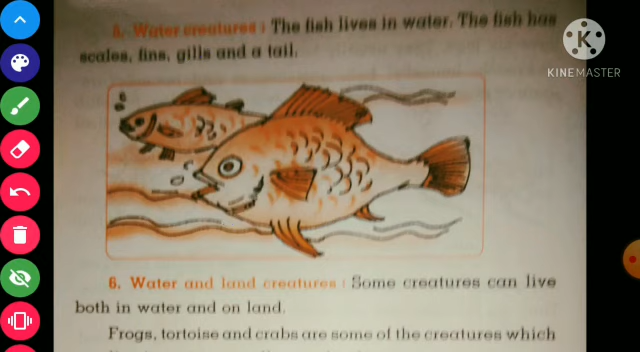 5. Water creatures : The fish lives in water. The fish has
scales, fins, gills and a tail.
KINEMASTER
6. Water and land creatures : Some creatures can live
both in water and on land.
Frogs, tortoise and crabs are some of the creatures which